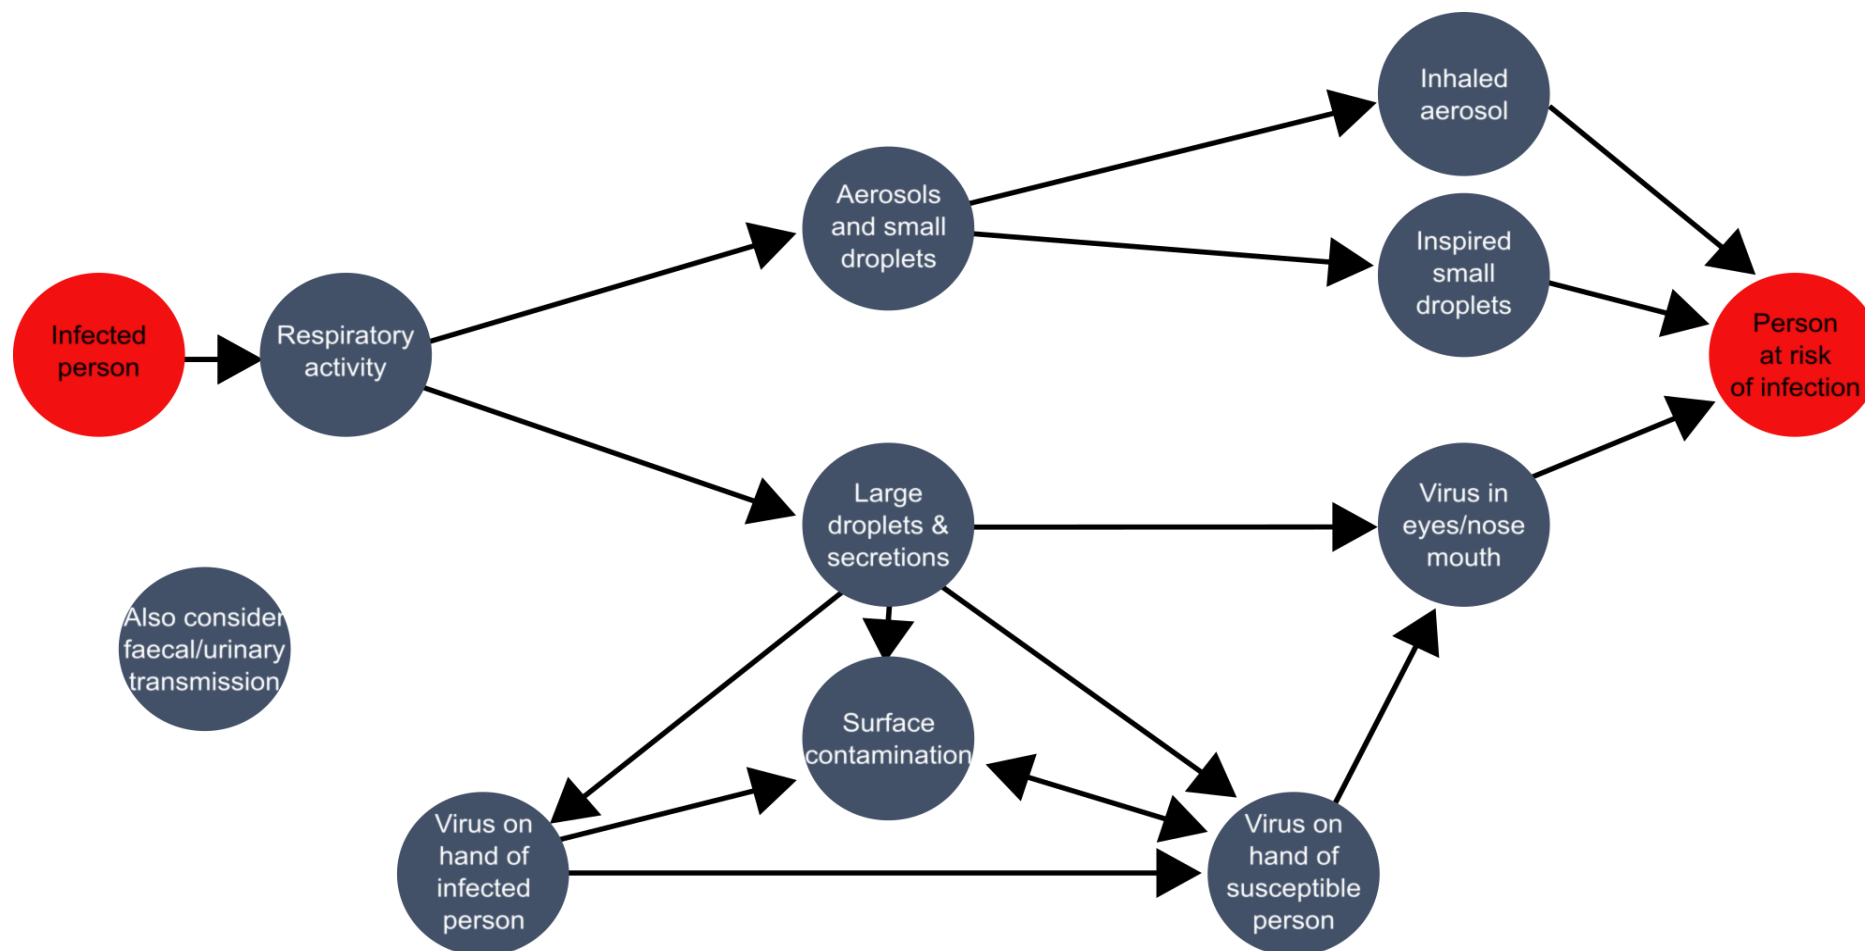 Infected
person
Respiratory
activity
Aerosols
and small
droplets
Inhaled
aerosol
Inspired
small
droplets
Person
at risk
of infection
Large
droplets &
secretions
Virus in
eyes/nose
mouth
Also consider
faecal/urinary
transmission
Surface
contamination
Virus on
hand of
infected
person
Virus on
hand of
susceptible
person